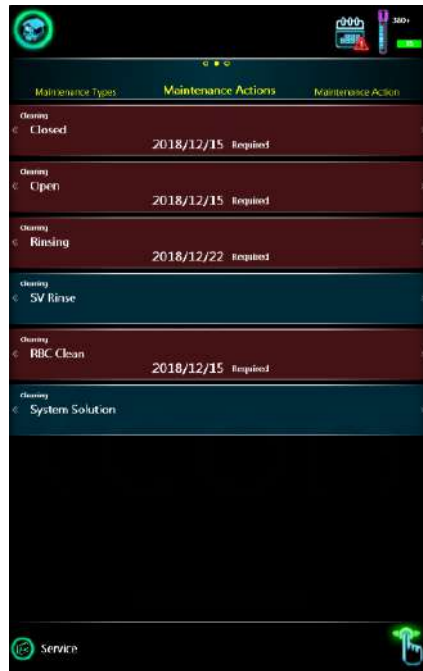 380+
Maintenance Types
Maintenance Actions
Maintenance Action
Cleaning
Closed
2018/12/15 Required
Cleaning
Open
2018/12/15 Required
Cleaning
Rinsing
2018/12/22 Required
Cleaning
SV Rinse
Cleaning
RBC Clean
2018/12/15 Required
Cleaning
System Solution
Service